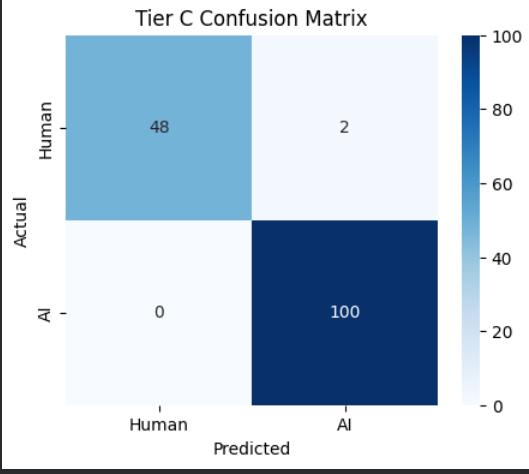 Tier C Confusion Matrix
Human
48
2
AI
0
100
Actual
Human
AI
Predicted
100
80
60
40
20
0